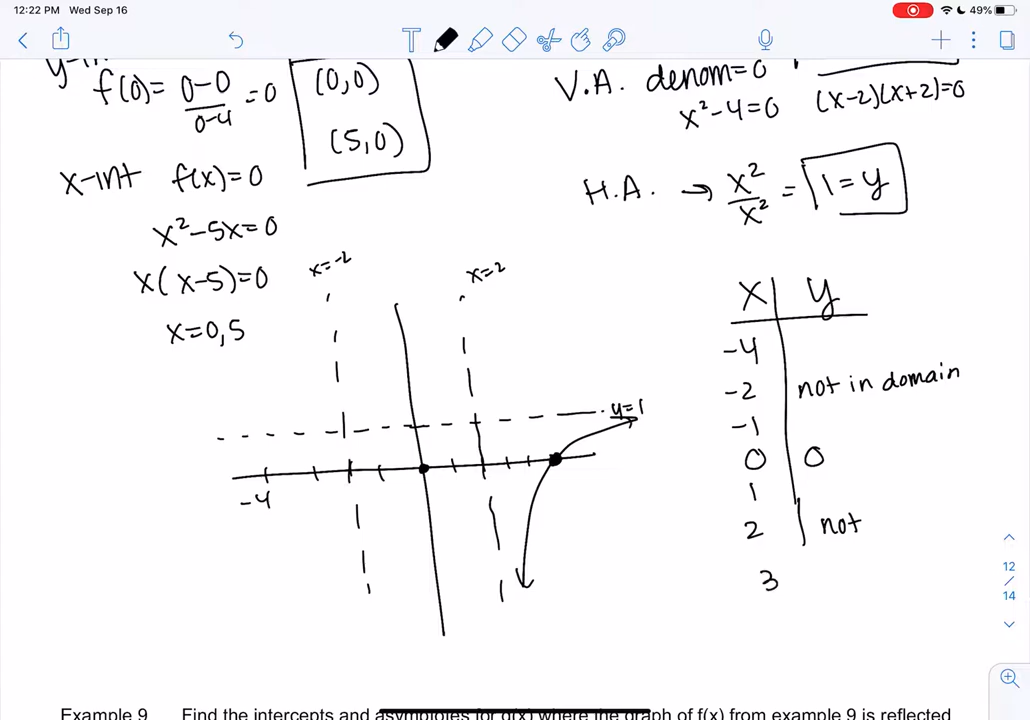 12:22 PM Wed Sep 16
49%
y-in
f(0) = 0-0 / 0-4 = 0
(0,0)
(5,0)
x-int f(x)=0
x²-5x=0
x(x-5)=0
x=0,5
V.A. denom=0
x²-4=0
(x-2)(x+2)=0
H.A. → x²/x² = 1=y
x=-2
x=2
y=1
-4
x y
-4
-2 not in domain
-1
0 0
1
2 not
3
12
/
14
Example 9 Find the intercepts and asymptotes for g(x) where the graph of f(x) from example 9 is reflected